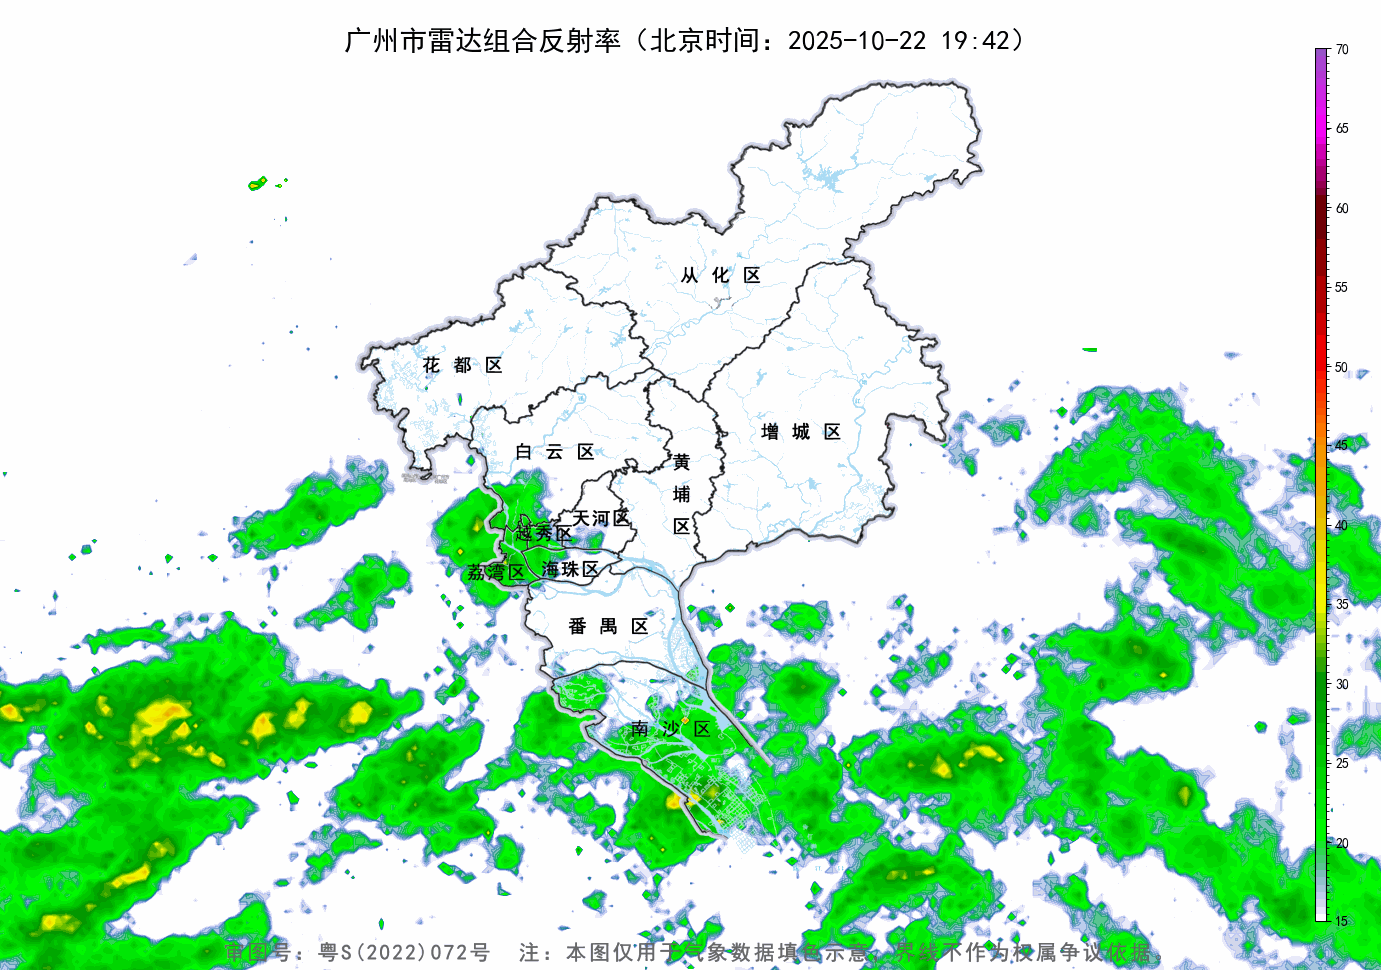 广州市雷达组合反射率（北京时间：2025-10-22 19:42）
70
65
60
55
50
45
40
35
30
25
20
15
从化区
花都区
增城区
白云区
黄埔区
天河区
越秀区
海珠区
荔湾区
番禺区
南沙区
审图号：粤S(2022)072号 注：本图仅用于气象数据填色示意，界线不作为权属争议依据。